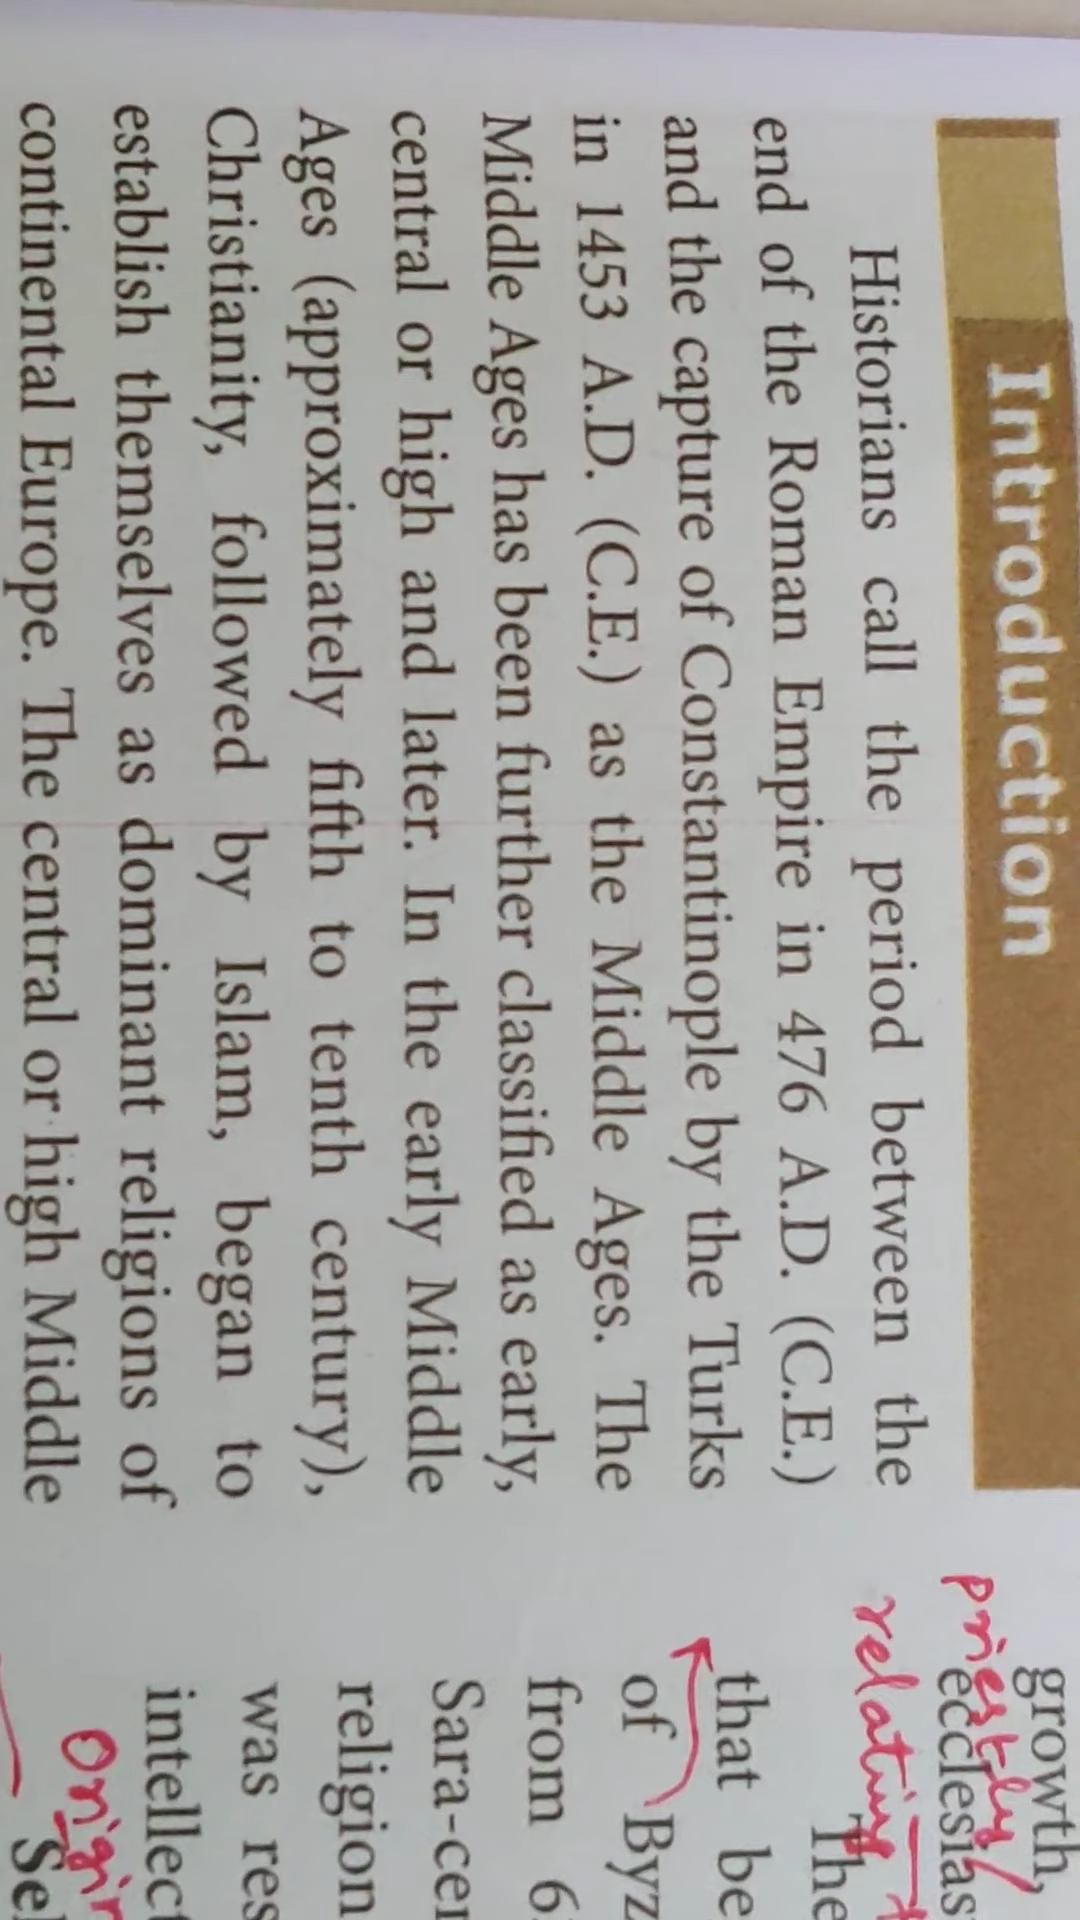 Introduction
Historians call the period between the
end of the Roman Empire in 476 A.D. (C.E.)
and the capture of Constantinople by the Turks
in 1453 A.D. (C.E.) as the Middle Ages. The
Middle Ages has been further classified as early,
central or high and later. In the early Middle
Ages (approximately fifth to tenth century),
Christianity, followed by Islam, began to
establish themselves as dominant religions of
continental Europe. The central or high Middle
growth,
priestly/
ecclesias
relating
The
that be
of Byz
from 6
Sara-cen
religion
was res
intellect
Sel